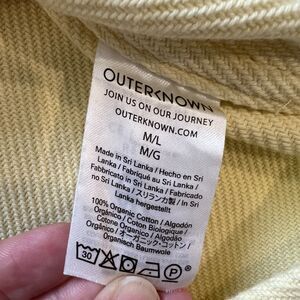 OUTERKNOWN
JOIN US ON OUR JOURNEY
OUTERKNOWN.COM
M/L
M/G
Made in Sri Lanka / Hecho en Sri
Lanka / Fabriqué au Sri Lanka /
Fabbricato in Sri Lanka / Fabricado
no Sri Lanka / スリランカ製 / In Sri
Lanka hergestellt
100% Organic Cotton / Algodón
Orgánico / Coton Biologique /
Cotone Organico / Algodão
Orgânico / オーガニック・コットン /
Organisch Baumwolle
30
P